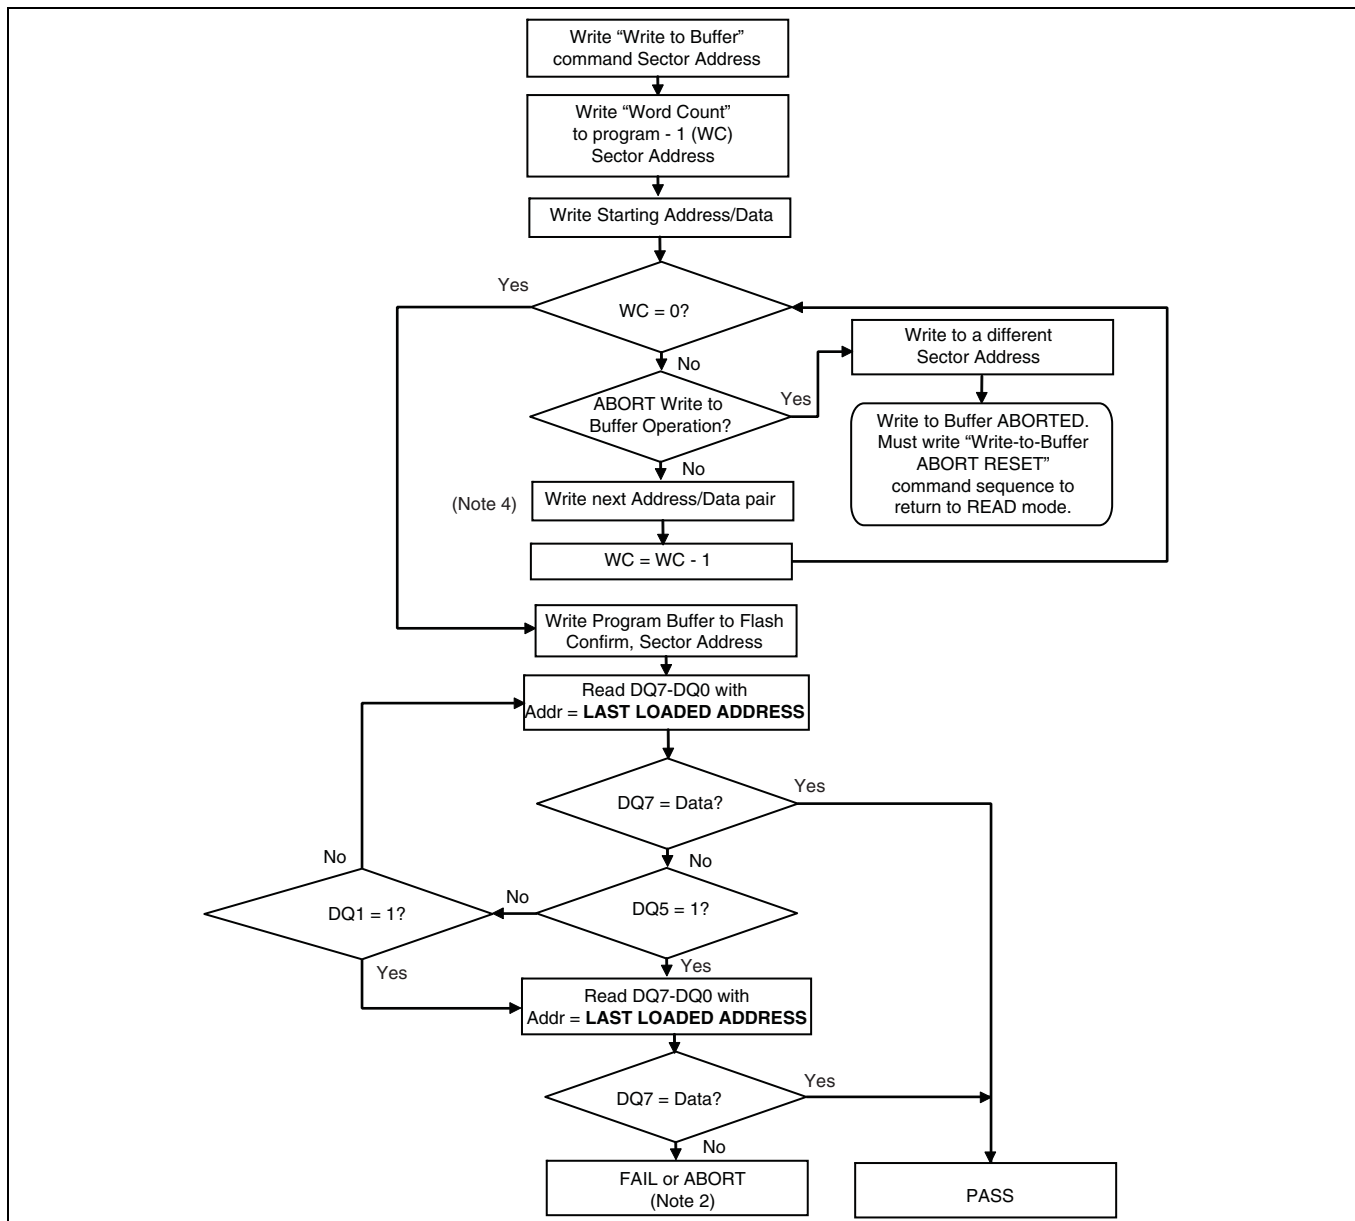 Write “Write to Buffer”
command Sector Address
Write “Word Count”
to program - 1 (WC)
Sector Address
Write Starting Address/Data
Yes
WC = 0?
No
Write to a different
Sector Address
ABORT Write to
Buffer Operation?
Yes
No
Write to Buffer ABORTED.
Must write “Write-to-Buffer
ABORT RESET”
command sequence to
return to READ mode.
(Note 4)
Write next Address/Data pair
WC = WC - 1
Write Program Buffer to Flash
Confirm, Sector Address
Read DQ7-DQ0 with
Addr = LAST LOADED ADDRESS
DQ7 = Data?
Yes
No
No
DQ1 = 1?
No
DQ5 = 1?
Yes
Yes
Read DQ7-DQ0 with
Addr = LAST LOADED ADDRESS
DQ7 = Data?
Yes
No
FAIL or ABORT
(Note 2)
PASS